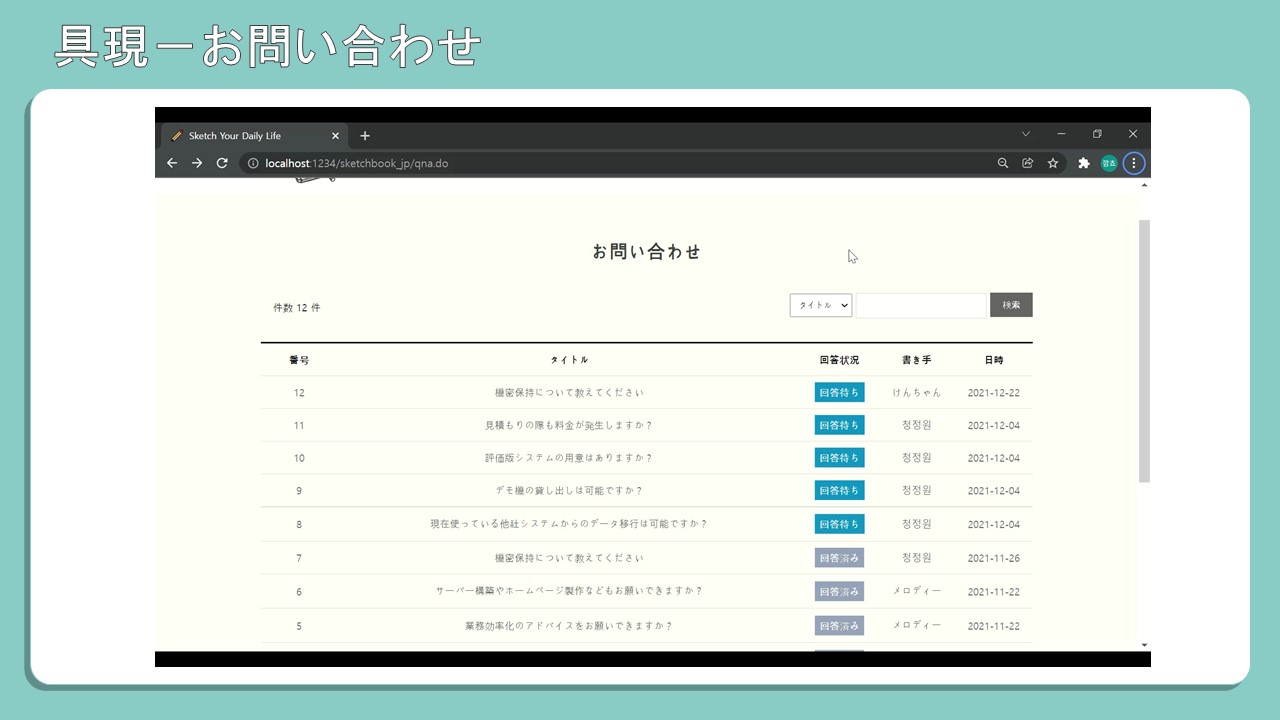 具現－お問い合わせ
Sketch Your Daily Life
localhost:1234/sketchbook_jp/qna.do
お問い合わせ
件数 12 件
タイトル
検索
番号 タイトル 回答状況 書き手 日時
12 機密保持について教えてください 回答待ち けんちゃん 2021-12-22
11 見積もりの際も料金が発生しますか？ 回答待ち 청정원 2021-12-04
10 評価版システムの用意はありますか？ 回答待ち 청정원 2021-12-04
9 デモ機の貸し出しは可能ですか？ 回答待ち 청정원 2021-12-04
8 現在使っている他社システムからのデータ移行は可能ですか？ 回答待ち 청정원 2021-12-04
7 機密保持について教えてください 回答済み 청정원 2021-11-26
6 サーバー構築やホームページ製作などもお願いできますか？ 回答済み メロディー 2021-11-22
5 業務効率化のアドバイスをお願いできますか？ 回答済み メロディー 2021-11-22